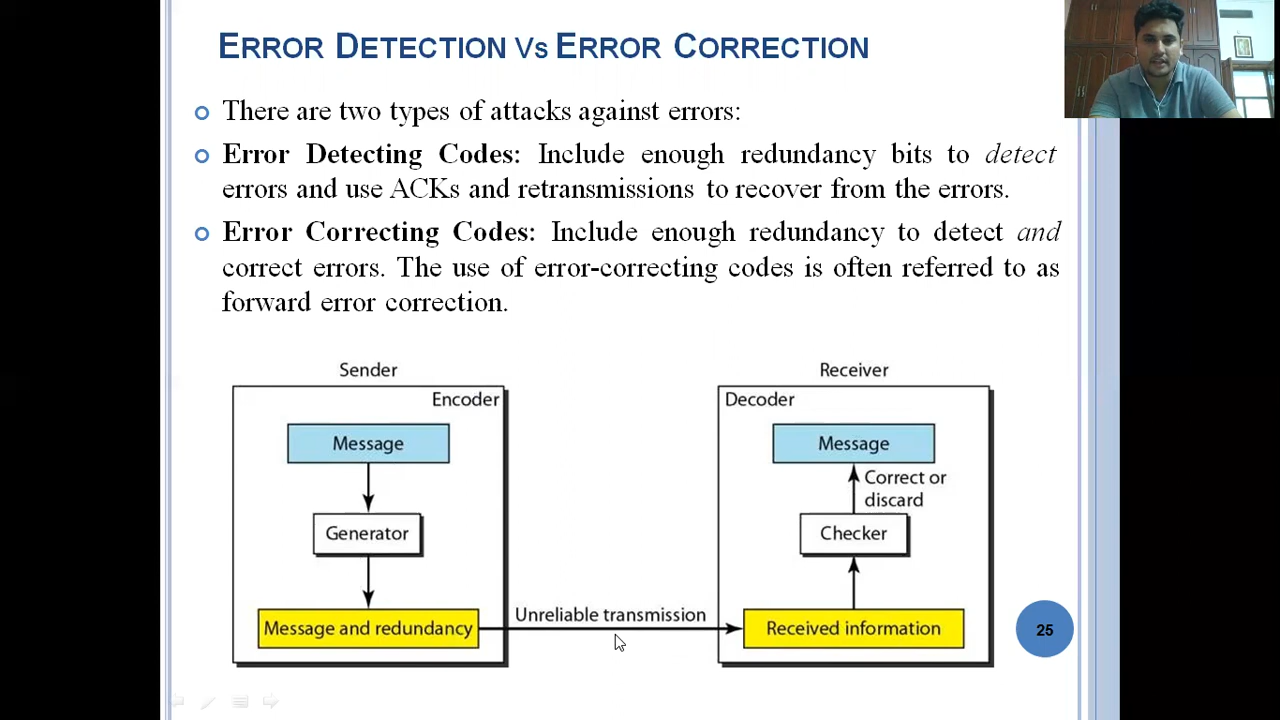 ERROR DETECTION VS ERROR CORRECTION
There are two types of attacks against errors:
Error Detecting Codes: Include enough redundancy bits to detect
errors and use ACKs and retransmissions to recover from the errors.
Error Correcting Codes: Include enough redundancy to detect and
correct errors. The use of error-correcting codes is often referred to as
forward error correction.
Sender
Encoder
Message
Generator
Message and redundancy
Unreliable transmission
Receiver
Decoder
Message
Correct or
discard
Checker
Received information
25